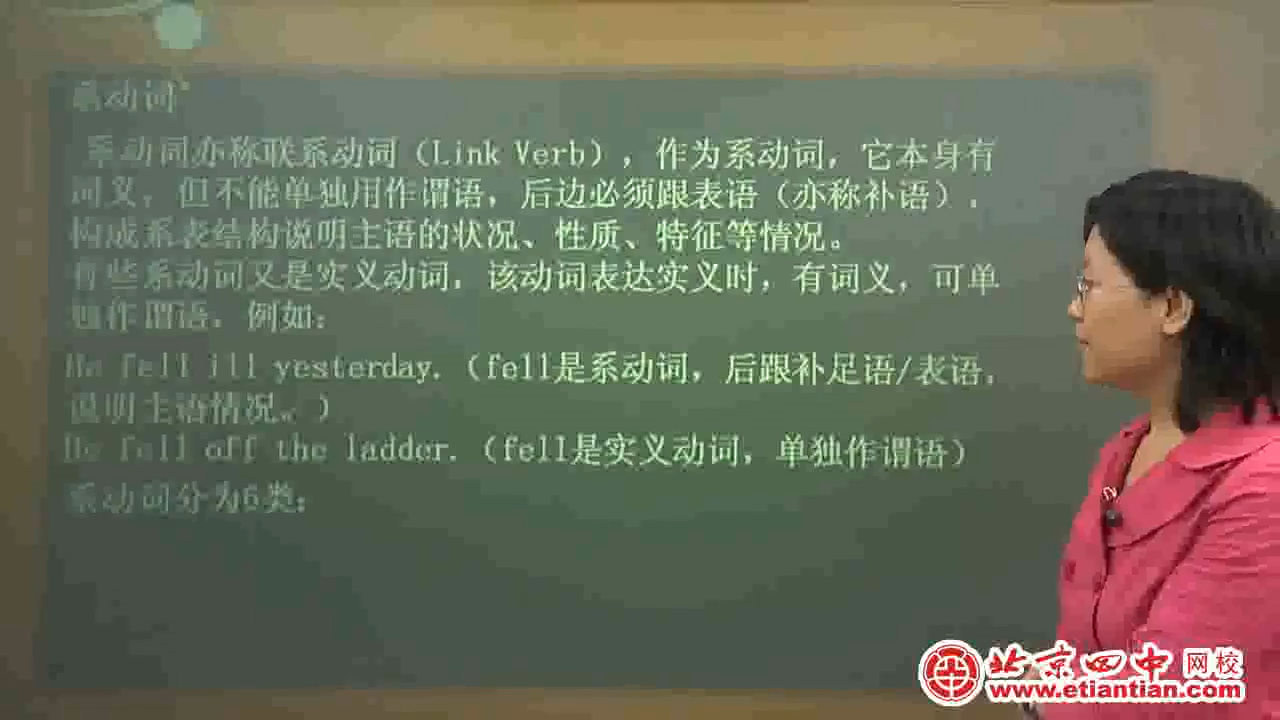 系动词
系动词亦称联系动词（Link Verb），作为系动词，它本身有
词义，但不能单独用作谓语，后边必须跟表语（亦称补语），
构成系表结构说明主语的状况、性质、特征等情况。
有些系动词又是实义动词，该动词表达实义时，有词义，可单
独作谓语，例如：
He fell ill yesterday.（fell是系动词，后跟补足语/表语，
说明主语情况。）
He fell off the ladder.（fell是实义动词，单独作谓语）
系动词分为6类：
北京四中网校
www.etiantian.com